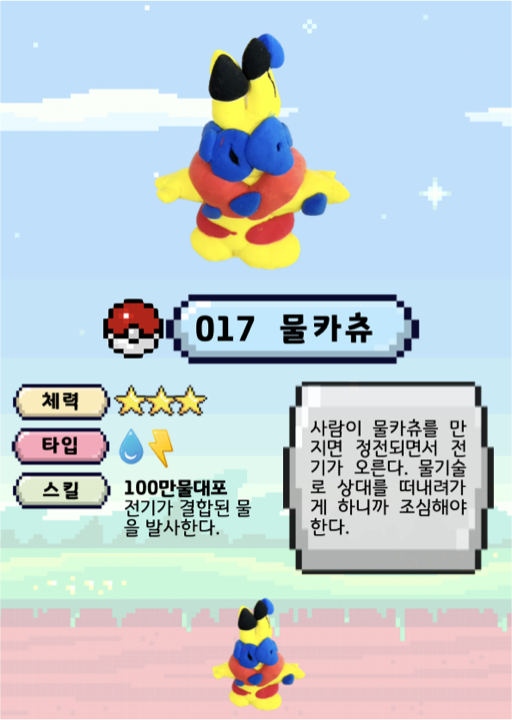 017 물카츄
체력
타입
스킬
100만물대포
전기가 결합된 물
을 발사한다.
사람이 물카츄를 만
지면 정전되면서 전
기가 오른다. 물기술
로 상대를 떠내려가
게 하니까 조심해야
한다.